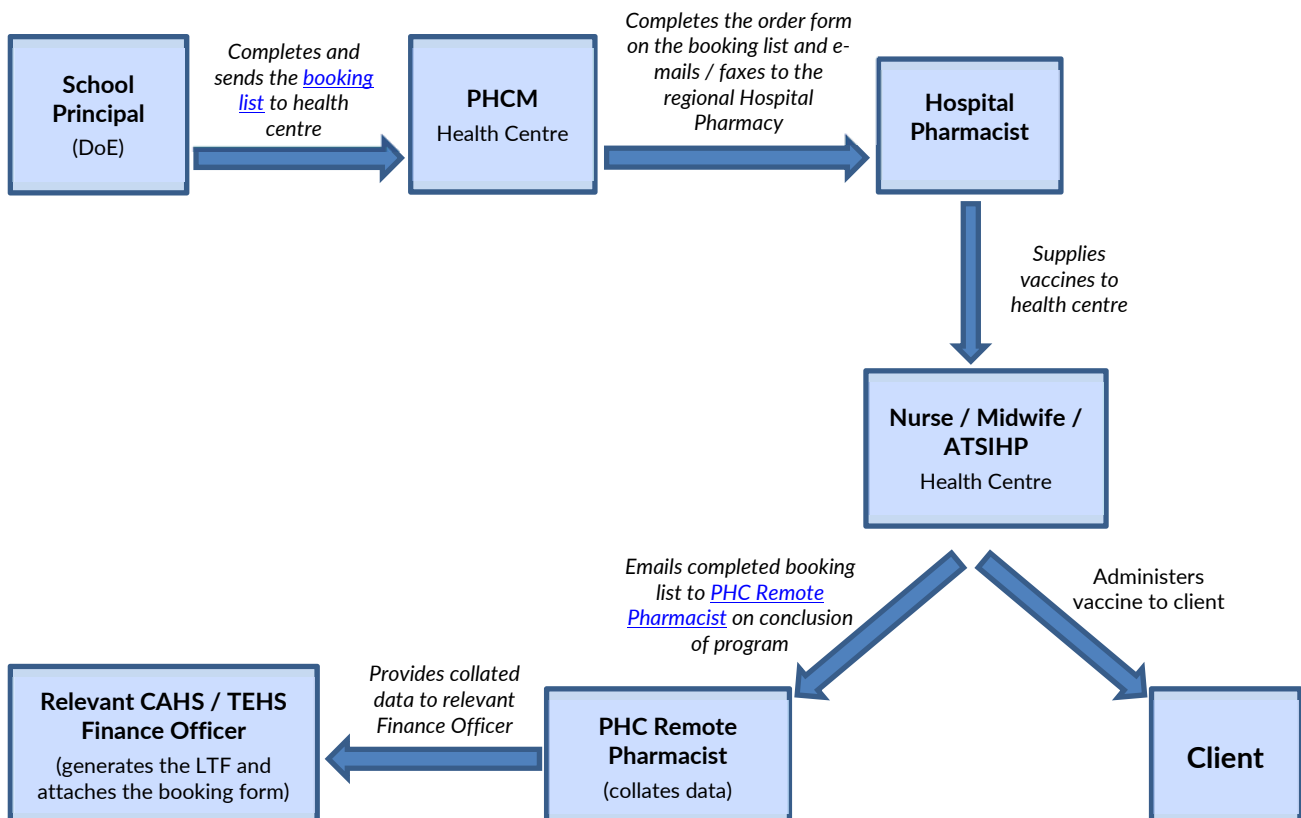 School
Principal
(DoE)
Completes and
sends the booking
list to health
centre
PHCM
Health Centre
Completes the order form
on the booking list and e-
mails / faxes to the
regional Hospital
Pharmacy
Hospital
Pharmacist
Supplies
vaccines to
health centre
Nurse / Midwife /
ATSIHP
Health Centre
Emails completed booking
list to PHC Remote
Pharmacist on conclusion
of program
Administers
vaccine to client
Client
PHC Remote
Pharmacist
(collates data)
Provides collated
data to relevant
Finance Officer
Relevant CAHS / TEHS
Finance Officer
(generates the LTF and
attaches the booking form)